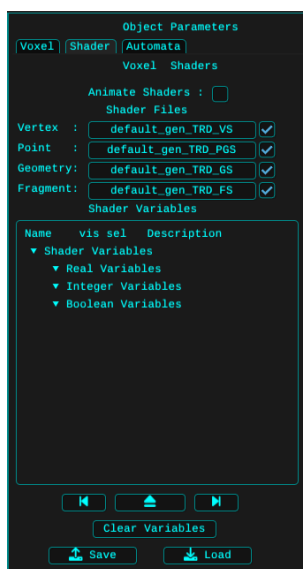 Object Parameters
Voxel Shader Automata
Voxel Shaders
Animate Shaders :
Shader Files
Vertex : default_gen_TRD_VS
Point : default_gen_TRD_PGS
Geometry: default_gen_TRD_GS
Fragment: default_gen_TRD_FS
Shader Variables
Name vis sel Description
Shader Variables
Real Variables
Integer Variables
Boolean Variables
Clear Variables
Save Load